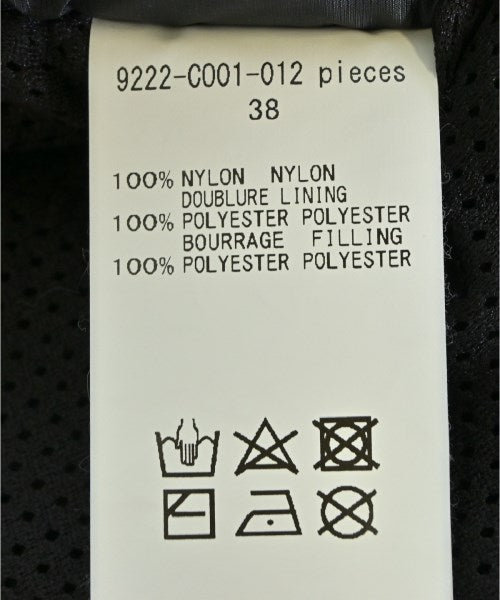 9222-C001-012 pieces
38
100% NYLON NYLON
DOUBLURE LINING
100% POLYESTER POLYESTER
BOURRAGE FILLING
100% POLYESTER POLYESTER